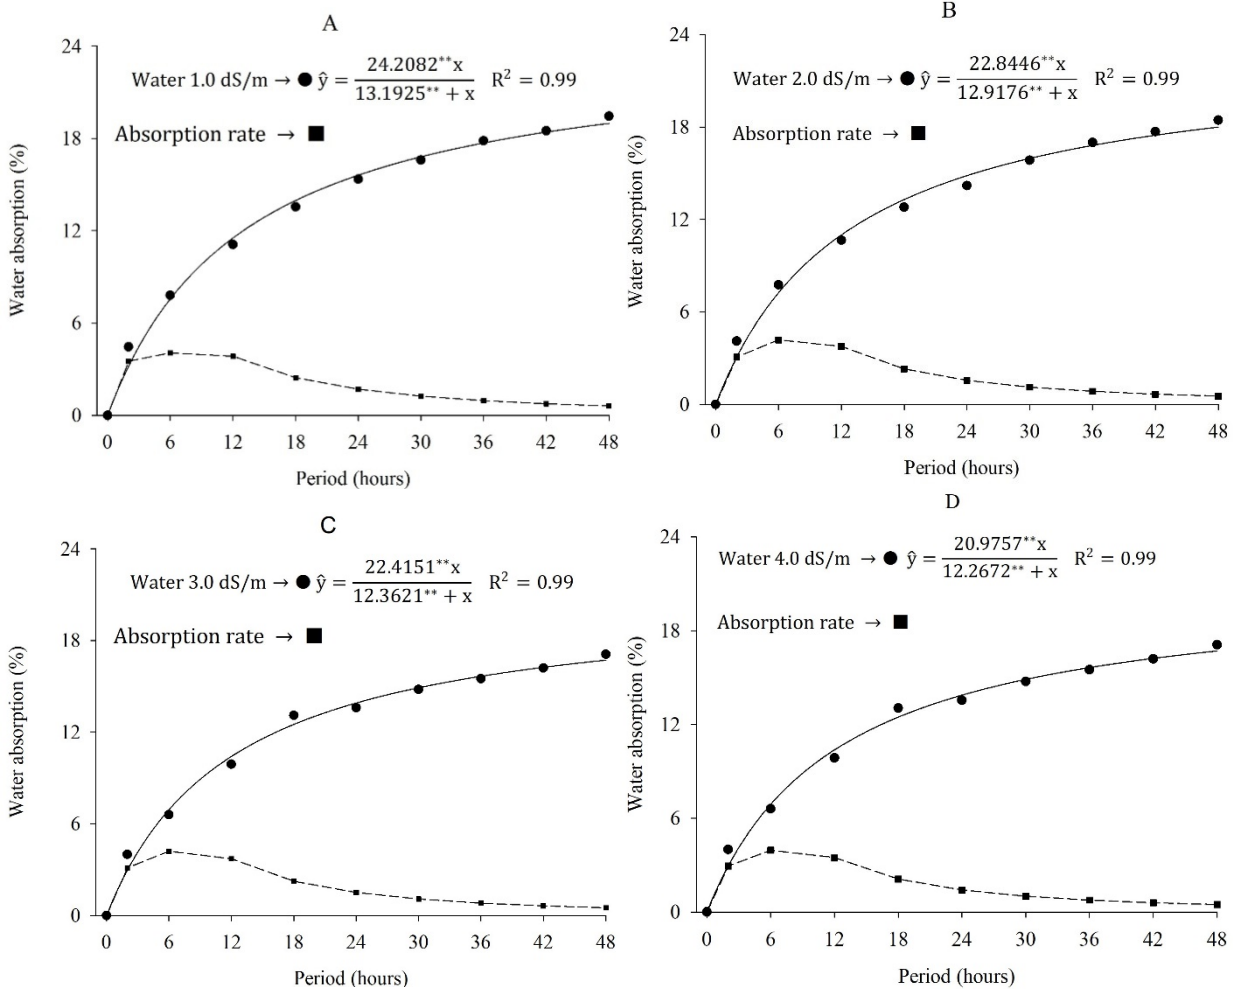 A
Water 1.0 dS/m → ● ŷ = 24.2082**x / 13.1925** + x R² = 0.99
Absorption rate → ■
Water absorption (%)
24
18
12
6
0
0 6 12 18 24 30 36 42 48
Period (hours)
B
Water 2.0 dS/m → ● ŷ = 22.8446**x / 12.9176** + x R² = 0.99
Absorption rate → ■
Water absorption (%)
24
18
12
6
0
0 6 12 18 24 30 36 42 48
Period (hours)
C
Water 3.0 dS/m → ● ŷ = 22.4151**x / 12.3621** + x R² = 0.99
Absorption rate → ■
Water absorption (%)
24
18
12
6
0
0 6 12 18 24 30 36 42 48
Period (hours)
D
Water 4.0 dS/m → ● ŷ = 20.9757**x / 12.2672** + x R² = 0.99
Absorption rate → ■
Water absorption (%)
24
18
12
6
0
0 6 12 18 24 30 36 42 48
Period (hours)